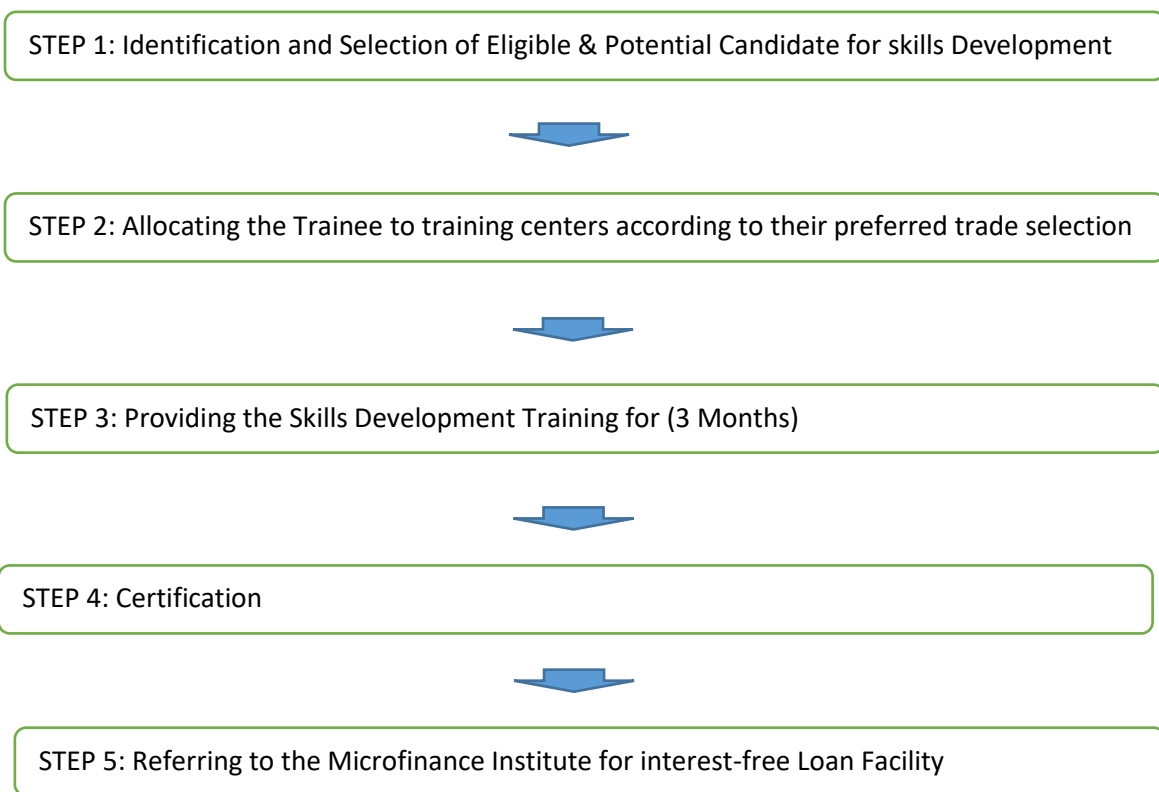 STEP 1: Identification and Selection of Eligible & Potential Candidate for skills Development
STEP 2: Allocating the Trainee to training centers according to their preferred trade selection
STEP 3: Providing the Skills Development Training for (3 Months)
STEP 4: Certification
STEP 5: Referring to the Microfinance Institute for interest-free Loan Facility